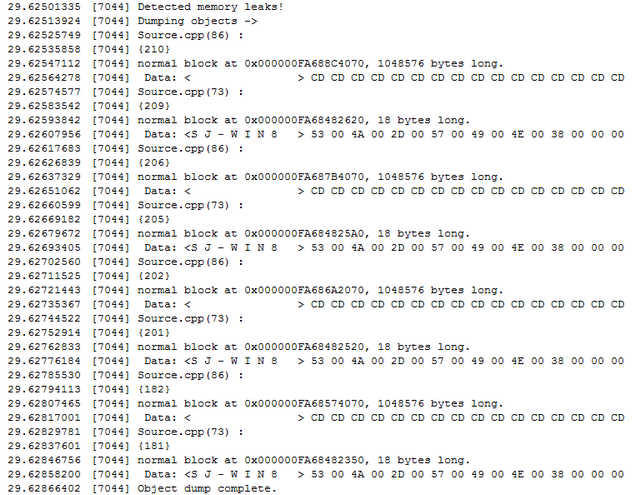 29.62501335 [7044] Detected memory leaks!
29.62513924 [7044] Dumping objects ->
29.62525749 [7044] Source.cpp(86) :
29.62535858 [7044] {210}
29.62547112 [7044] normal block at 0x000000FA688C4070, 1048576 bytes long.
29.62564278 [7044]  Data: <                > CD CD CD CD CD CD CD CD CD CD CD CD CD CD CD CD
29.62574577 [7044] Source.cpp(73) :
29.62583542 [7044] {209}
29.62593842 [7044] normal block at 0x000000FA68482620, 18 bytes long.
29.62607956 [7044]  Data: <S J - W I N 8   > 53 00 4A 00 2D 00 57 00 49 00 4E 00 38 00 00 00
29.62617683 [7044] Source.cpp(86) :
29.62626839 [7044] {206}
29.62637329 [7044] normal block at 0x000000FA687B4070, 1048576 bytes long.
29.62651062 [7044]  Data: <                > CD CD CD CD CD CD CD CD CD CD CD CD CD CD CD CD
29.62660599 [7044] Source.cpp(73) :
29.62669182 [7044] {205}
29.62679672 [7044] normal block at 0x000000FA684825A0, 18 bytes long.
29.62693405 [7044]  Data: <S J - W I N 8   > 53 00 4A 00 2D 00 57 00 49 00 4E 00 38 00 00 00
29.62702560 [7044] Source.cpp(86) :
29.62711525 [7044] {202}
29.62721443 [7044] normal block at 0x000000FA686A2070, 1048576 bytes long.
29.62735367 [7044]  Data: <                > CD CD CD CD CD CD CD CD CD CD CD CD CD CD CD CD
29.62744522 [7044] Source.cpp(73) :
29.62752914 [7044] {201}
29.62762833 [7044] normal block at 0x000000FA68482520, 18 bytes long.
29.62776184 [7044]  Data: <S J - W I N 8   > 53 00 4A 00 2D 00 57 00 49 00 4E 00 38 00 00 00
29.62785530 [7044] Source.cpp(86) :
29.62794113 [7044] {182}
29.62807465 [7044] normal block at 0x000000FA68574070, 1048576 bytes long.
29.62817001 [7044]  Data: <                > CD CD CD CD CD CD CD CD CD CD CD CD CD CD CD CD
29.62829781 [7044] Source.cpp(73) :
29.62837601 [7044] {181}
29.62846756 [7044] normal block at 0x000000FA68482350, 18 bytes long.
29.62858200 [7044]  Data: <S J - W I N 8   > 53 00 4A 00 2D 00 57 00 49 00 4E 00 38 00 00 00
29.62866402 [7044] Object dump complete.